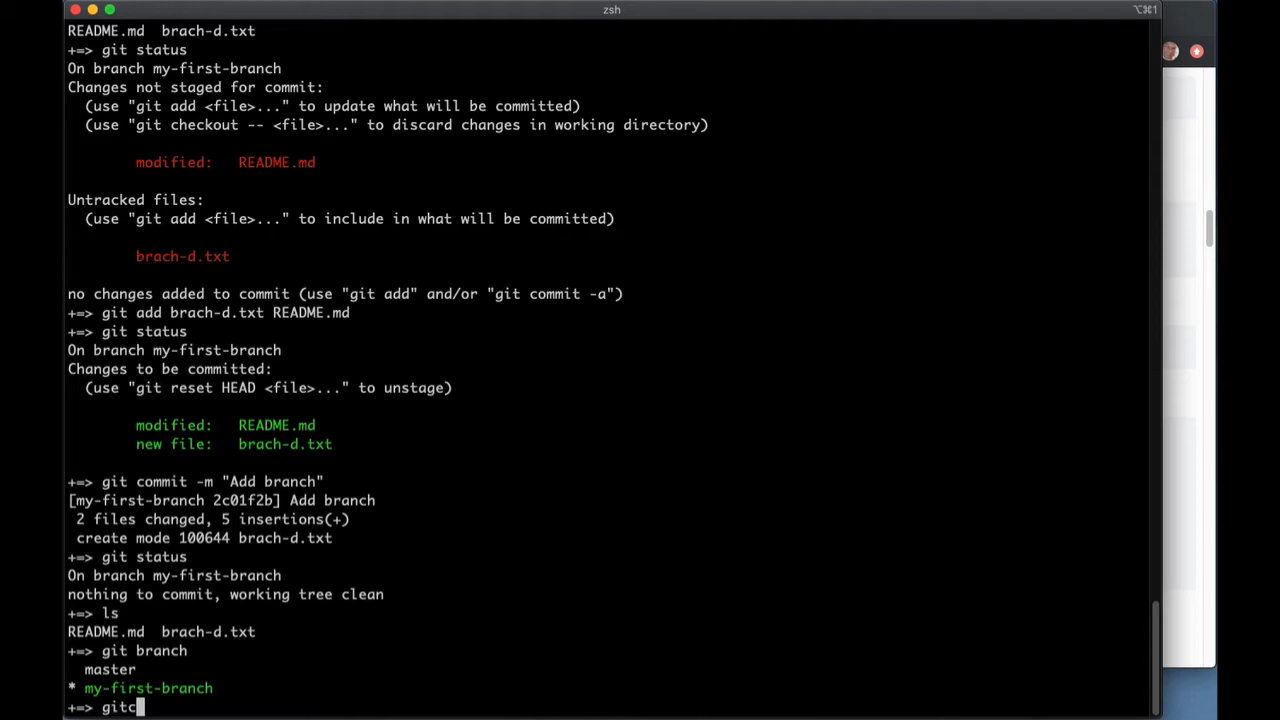 zsh
⌥⌘1
README.md  brach-d.txt
+=> git status
On branch my-first-branch
Changes not staged for commit:
  (use "git add <file>..." to update what will be committed)
  (use "git checkout -- <file>..." to discard changes in working directory)
        modified:   README.md
Untracked files:
  (use "git add <file>..." to include in what will be committed)
        brach-d.txt
no changes added to commit (use "git add" and/or "git commit -a")
+=> git add brach-d.txt README.md
+=> git status
On branch my-first-branch
Changes to be committed:
  (use "git reset HEAD <file>..." to unstage)
        modified:   README.md
        new file:   brach-d.txt
+=> git commit -m "Add branch"
[my-first-branch 2c01f2b] Add branch
 2 files changed, 5 insertions(+)
 create mode 100644 brach-d.txt
+=> git status
On branch my-first-branch
nothing to commit, working tree clean
+=> ls
README.md  brach-d.txt
+=> git branch
  master
* my-first-branch
+=> gitc